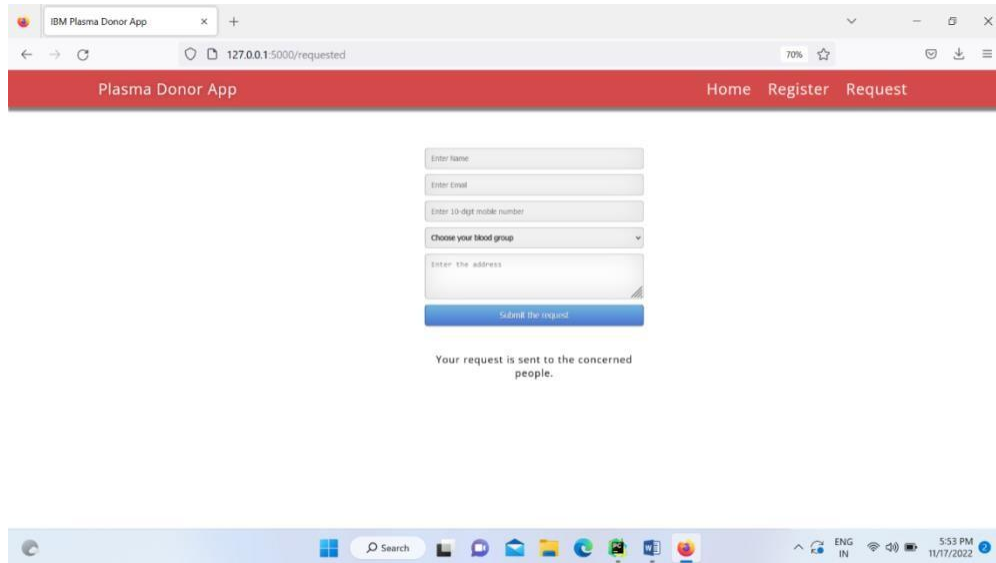 IBM Plasma Donor App
127.0.0.1:5000/requested
70%
Plasma Donor App
Home Register Request
Enter Name
Enter Email
Enter 10-digit mobile number
Choose your blood group
Enter the address
Submit the request
Your request is sent to the concerned
people.
Search
ENG
IN
5:53 PM
11/17/2022
2